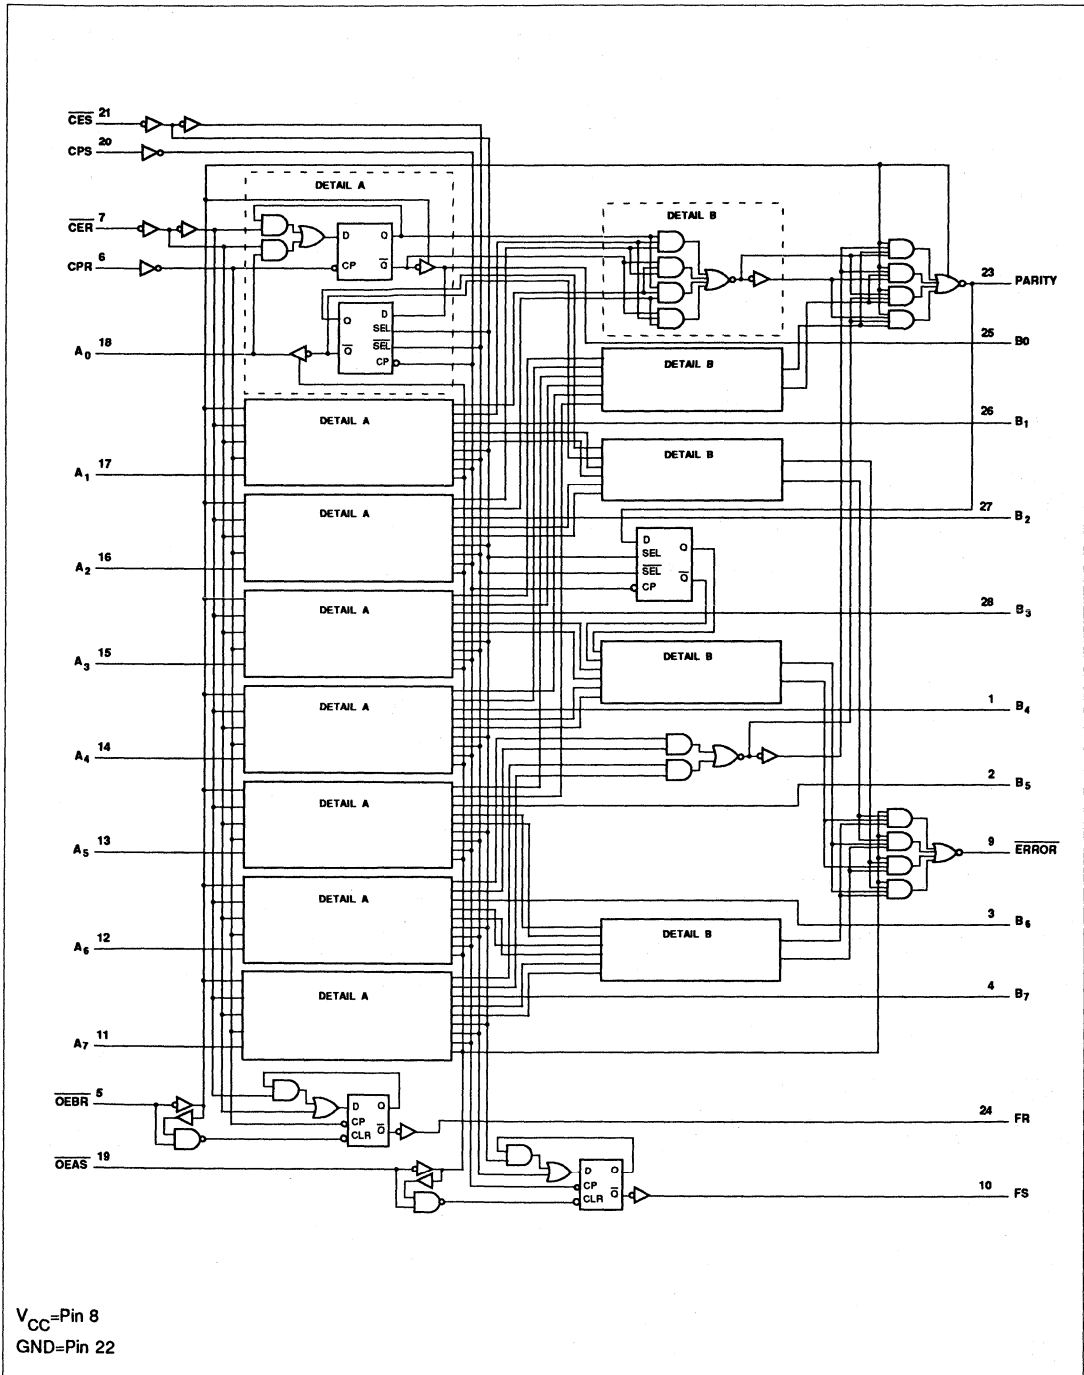 CES 21
CPS 20
DETAIL A
CER 7
D Q
CP Q
CPR 6
DETAIL B
23 PARITY
Q D
SEL
Q SEL
CP
A0 18
25 B0
DETAIL B
DETAIL A
26 B1
A1 17
DETAIL B
DETAIL A
27 B2
D Q
SEL
SEL Q
CP
A2 16
DETAIL A
28 B3
A3 15
DETAIL B
DETAIL A
1 B4
A4 14
DETAIL A
2 B5
A5 13
9 ERROR
DETAIL A
3 B6
A6 12
DETAIL B
DETAIL A
4 B7
A7 11
OEBR 5
D Q
CP
CLR Q
24 FR
OEAS 19
D Q
CP
CLR Q
10 FS
VCC=Pin 8
GND=Pin 22